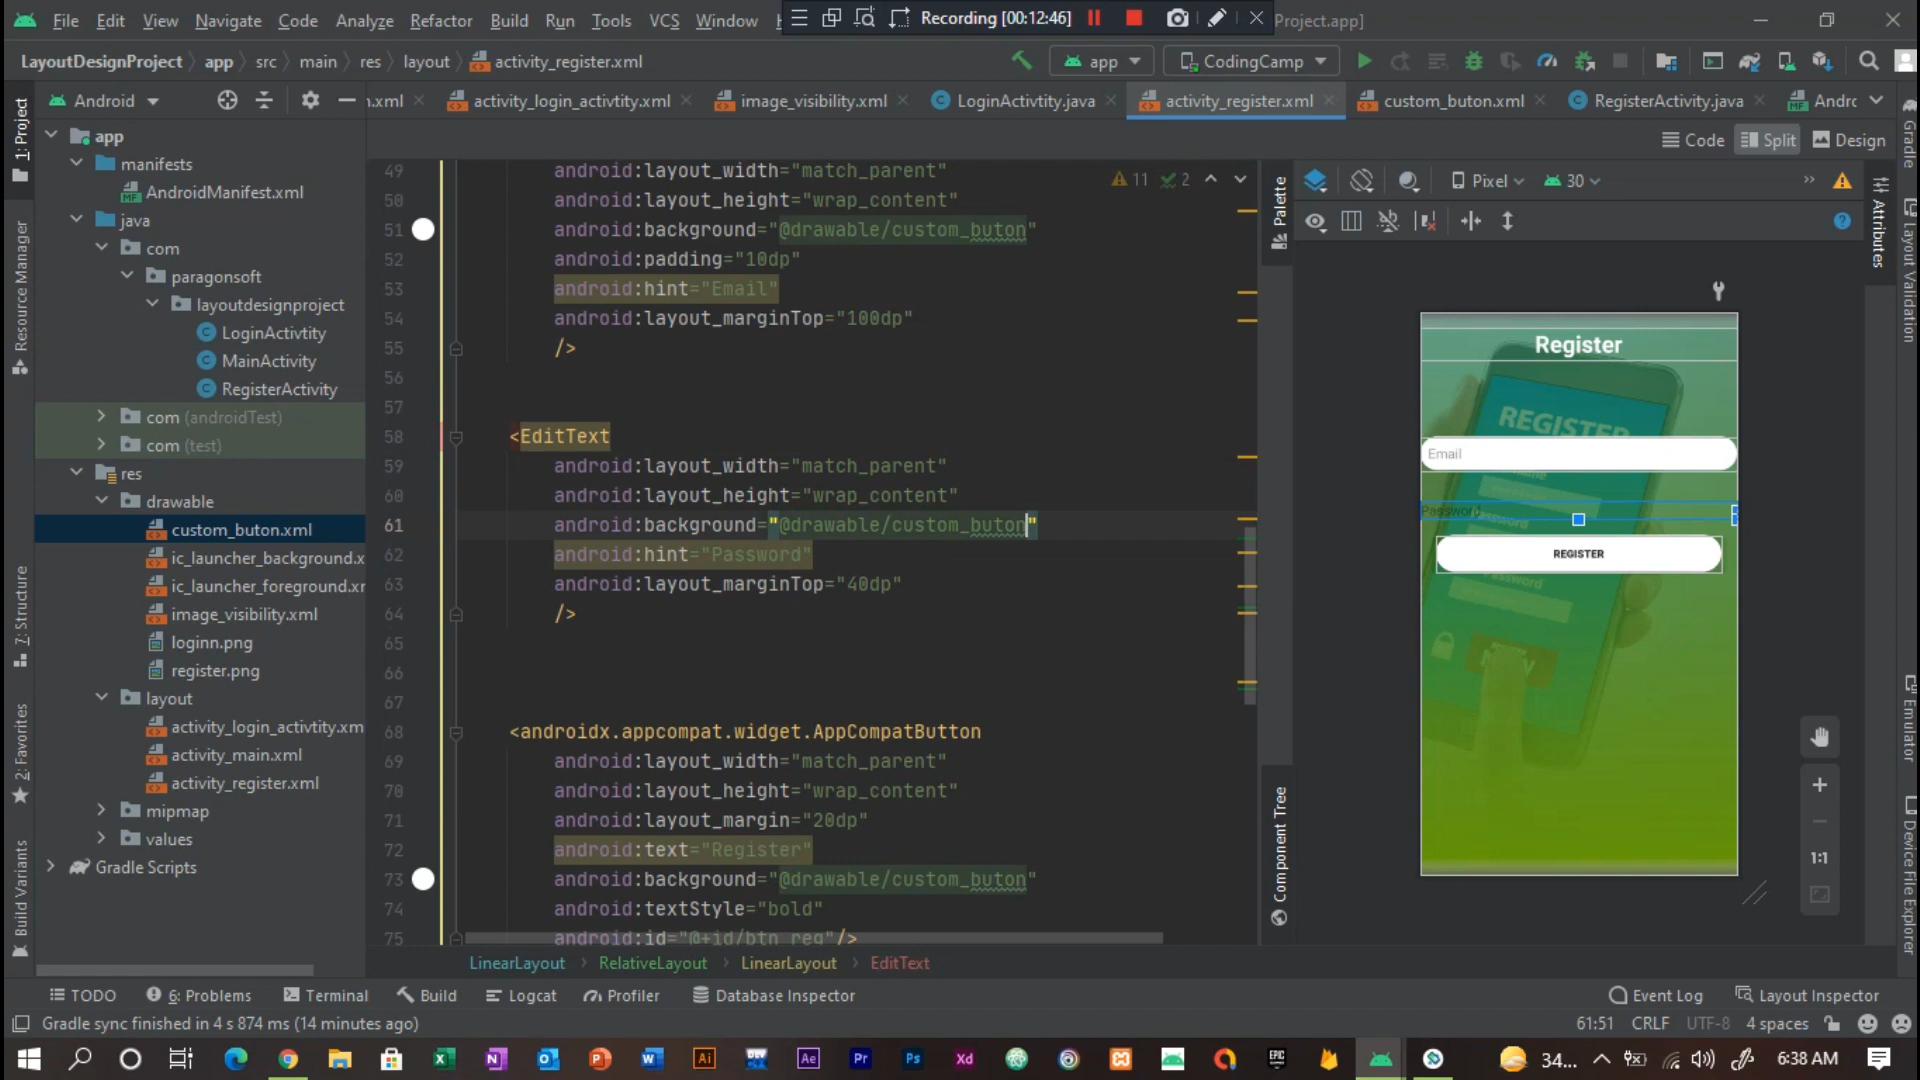 File Edit View Navigate Code Analyze Refactor Build Run Tools VCS Window Recording [00:12:46] Project.app]
LayoutDesignProject app src main res layout activity_register.xml app CodingCamp
Android n.xml activity_login_activtity.xml image_visibility.xml LoginActivtity.java activity_register.xml custom_buton.xml RegisterActivity.java Andrc
Code Split Design
1: Project
Resource Manager
7: Structure
2: Favorites
Build Variants
app
manifests
AndroidManifest.xml
java
com
paragonsoft
layoutdesignproject
LoginActivtity
MainActivity
RegisterActivity
com (androidTest)
com (test)
res
drawable
custom_buton.xml
ic_launcher_background.x
ic_launcher_foreground.xr
image_visibility.xml
loginn.png
register.png
layout
activity_login_activtity.xm
activity_main.xml
activity_register.xml
mipmap
values
Gradle Scripts
11 2
49 android:layout_width="match_parent"
50 android:layout_height="wrap_content"
51 android:background="@drawable/custom_buton"
52 android:padding="10dp"
53 android:hint="Email"
54 android:layout_marginTop="100dp"
55 />
56
57
58 <EditText
59 android:layout_width="match_parent"
60 android:layout_height="wrap_content"
61 android:background="@drawable/custom_buton"
62 android:hint="Password"
63 android:layout_marginTop="40dp"
64 />
65
66
67
68 <androidx.appcompat.widget.AppCompatButton
69 android:layout_width="match_parent"
70 android:layout_height="wrap_content"
71 android:layout_margin="20dp"
72 android:text="Register"
73 android:background="@drawable/custom_buton"
74 android:textStyle="bold"
75 android:id="@+id/btn_reg"/>
LinearLayout RelativeLayout LinearLayout EditText
Palette
Component Tree
Pixel 30
Register
REGISTER
Email
Password
REGISTER
Password
1:1
Attributes
Gradle
Layout Validation
Emulator
Device File Explorer
TODO 6: Problems Terminal Build Logcat Profiler Database Inspector Event Log Layout Inspector
Gradle sync finished in 4 s 874 ms (14 minutes ago) 61:51 CRLF UTF-8 4 spaces
Ai Ae Pr Ps Xd EPIC GAMES 34... 6:38 AM